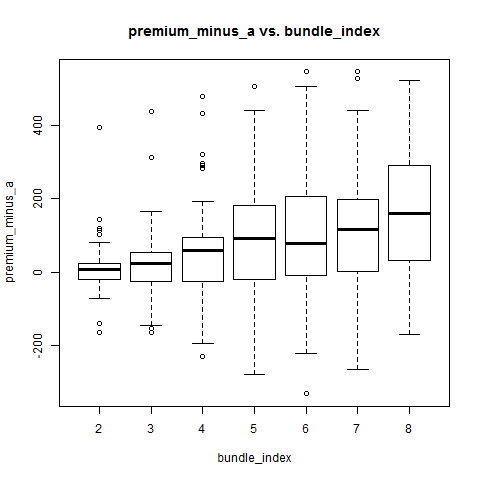 premium_minus_a vs. bundle_index
premium_minus_a
400
200
0
-200
2 3 4 5 6 7 8
bundle_index